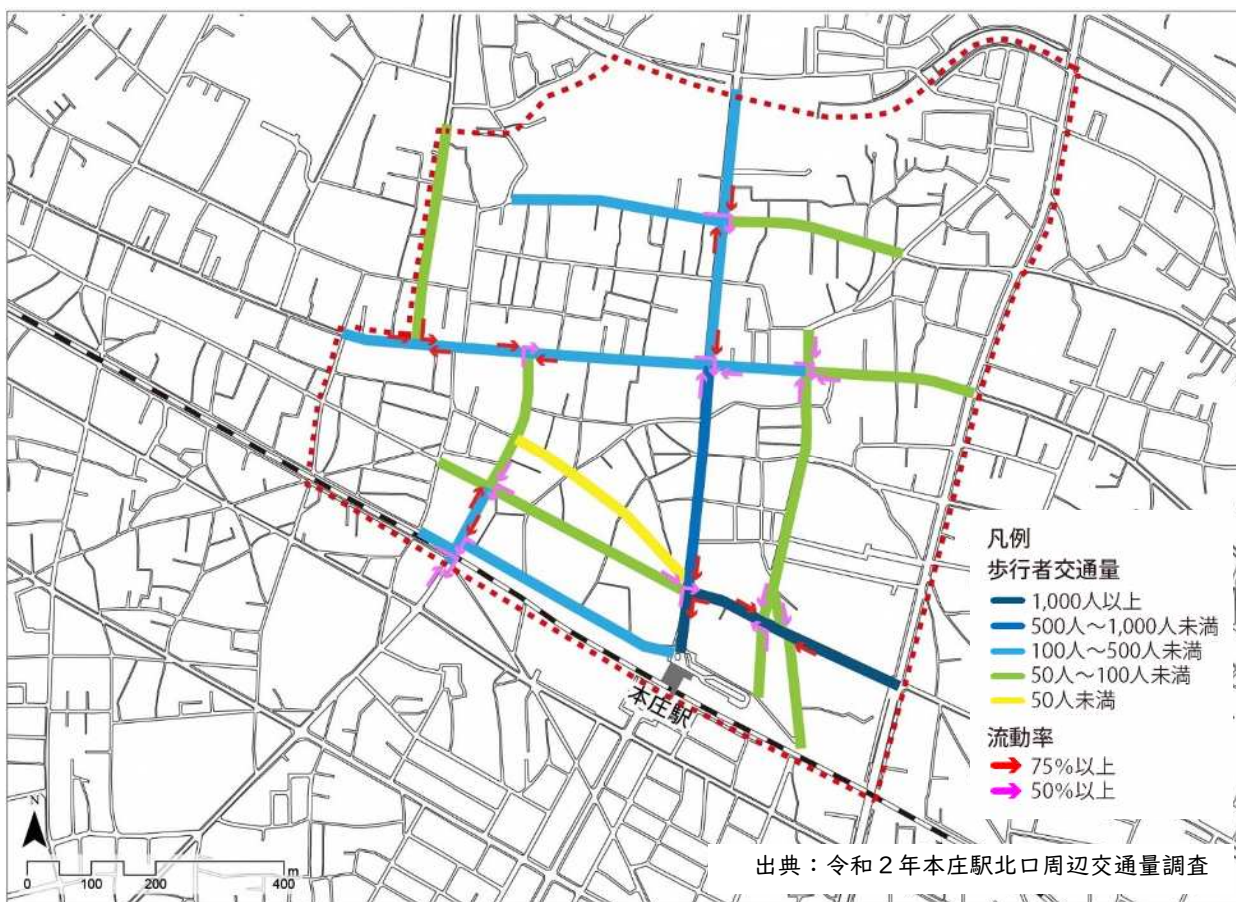 凡例
歩行者交通量
1,000人以上
500人～1,000人未満
100人～500人未満
50人～100人未満
50人未満
流動率
75%以上
50%以上
本庄駅
N
0 100 200 400 m
出典：令和２年本庄駅北口周辺交通量調査